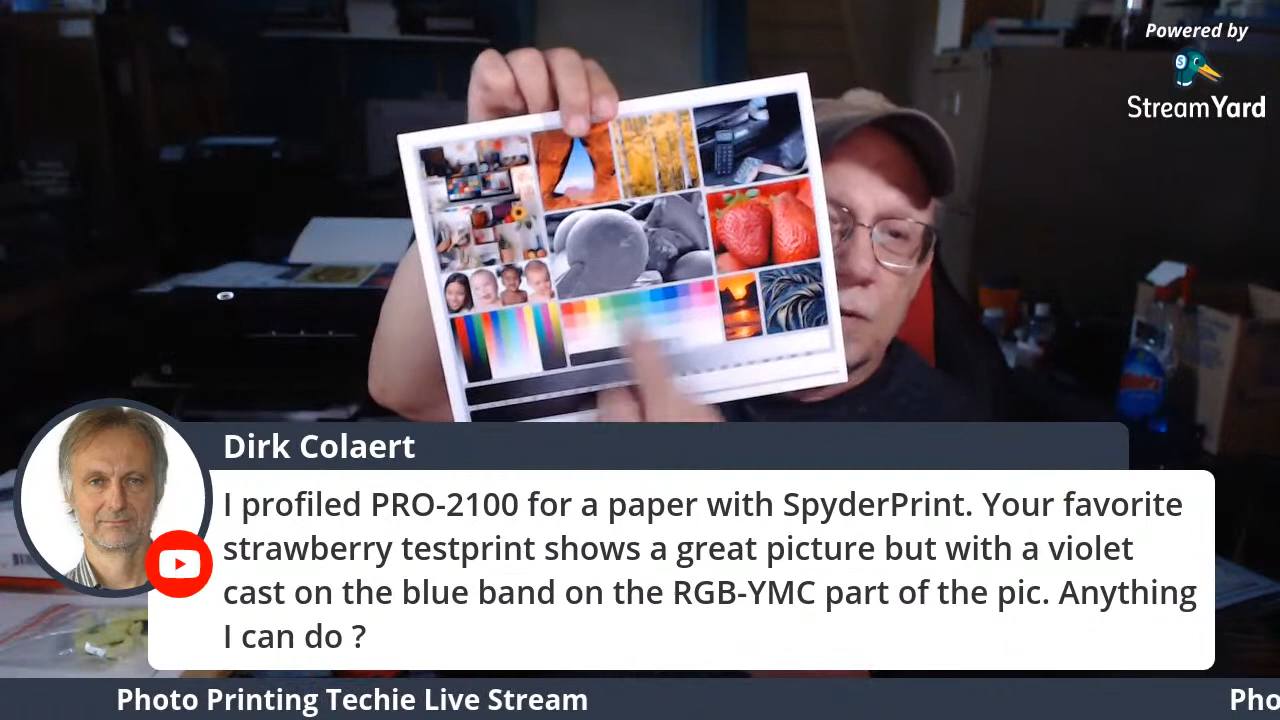 Powered by
StreamYard
Dirk Colaert
I profiled PRO-2100 for a paper with SpyderPrint. Your favorite
strawberry testprint shows a great picture but with a violet
cast on the blue band on the RGB-YMC part of the pic. Anything
I can do ?
Photo Printing Techie Live Stream
Pho